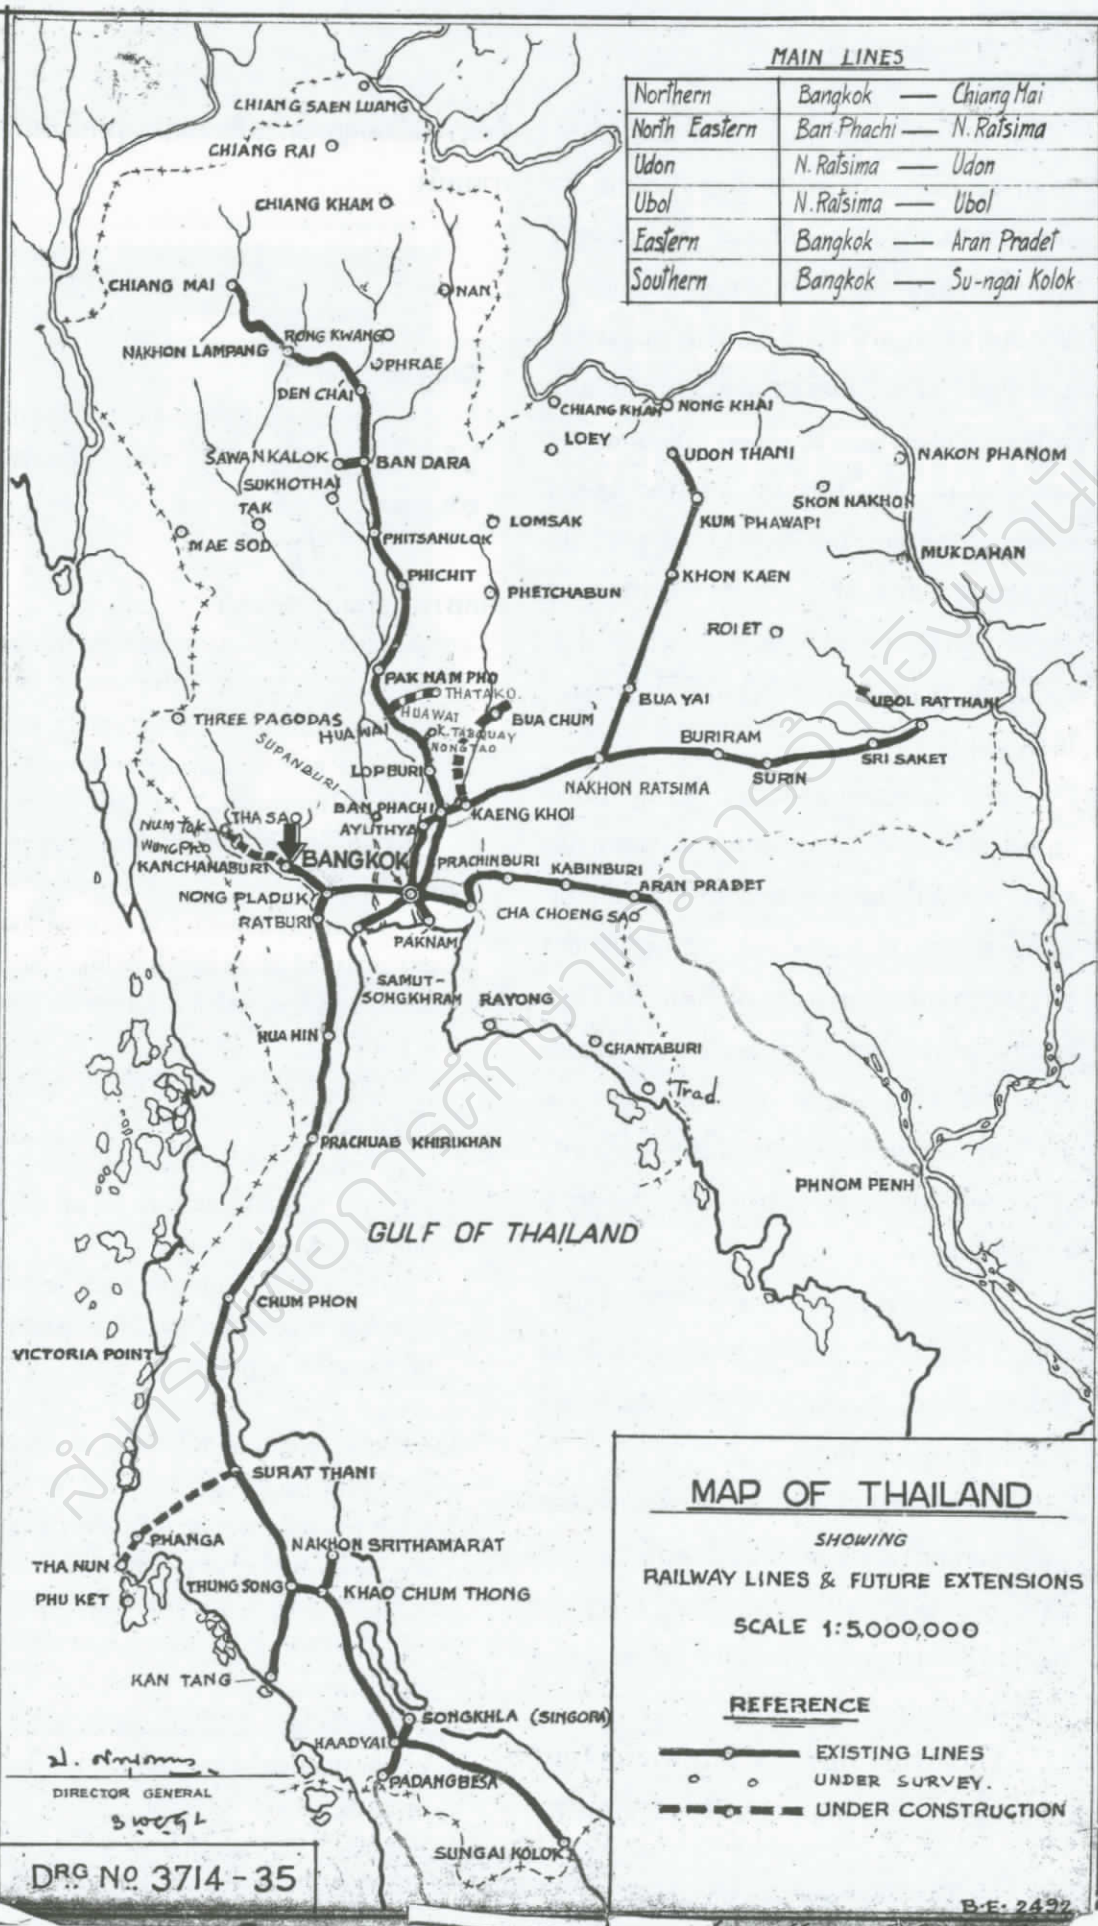 MAIN LINES
Northern Bangkok — Chiang Mai
North Eastern Ban Phachi — N. Ratsima
Udon N. Ratsima — Udon
Ubol N. Ratsima — Ubol
Eastern Bangkok — Aran Pradet
Southern Bangkok — Su-ngai Kolok
CHIANG SAEN LUANG
CHIANG RAI
CHIANG KHAM
CHIANG MAI
NAN
RONG KWANG
NAKHON LAMPANG
PHRAE
DEN CHAI
CHIANG KHAN
NONG KHAI
LOEY
SAWANKALOK
BAN DARA
UDON THANI
NAKON PHANOM
SUKHOTHAI
SKON NAKHON
TAK
LOMSAK
KUM PHAWAPI
MAE SOD
PHITSANULOK
MUKDAHAN
PHICHIT
PHETCHABUN
KHON KAEN
ROI ET
PAK NAM PHO
THATAKO.
BUA YAI
UBOL RATTHANI
THREE PAGODAS
HUA WAI
HUA WAI
BUA CHUM
K. TABQUAY
NONGTAO
SUPANBURI
BURIRAM
SRI SAKET
LOPBURI
SURIN
NAKHON RATSIMA
BAN PHACHI
KAENG KHOI
THA SAO
NUM TOK
AYUTHYA
WONGPHO
KANCHANABURI
BANGKOK
PRACHINBURI
KABINBURI
ARAN PRADET
NONG PLADUK
CHA CHOENG SAO
RATBURI
PAKNAM
SAMUT-
SONGKHRAM
RAYONG
HUA HIN
CHANTABURI
Trad.
PRACHUAB KHIRIKHAN
PHNOM PENH
GULF OF THAILAND
CHUM PHON
VICTORIA POINT
SURAT THANI
PHANGA
NAKHON SRITHAMARAT
THA NUN
PHU KET
THUNG SONG
KHAO CHUM THONG
KAN TANG
SONGKHLA (SINGORA)
HAADYAI
PADANGBESA
SUNGAI KOLOK
MAP OF THAILAND
SHOWING
RAILWAY LINES & FUTURE EXTENSIONS
SCALE 1:5,000,000
REFERENCE
EXISTING LINES
UNDER SURVEY.
UNDER CONSTRUCTION
DIRECTOR GENERAL
DRG No 3714-35
B.E. 2492